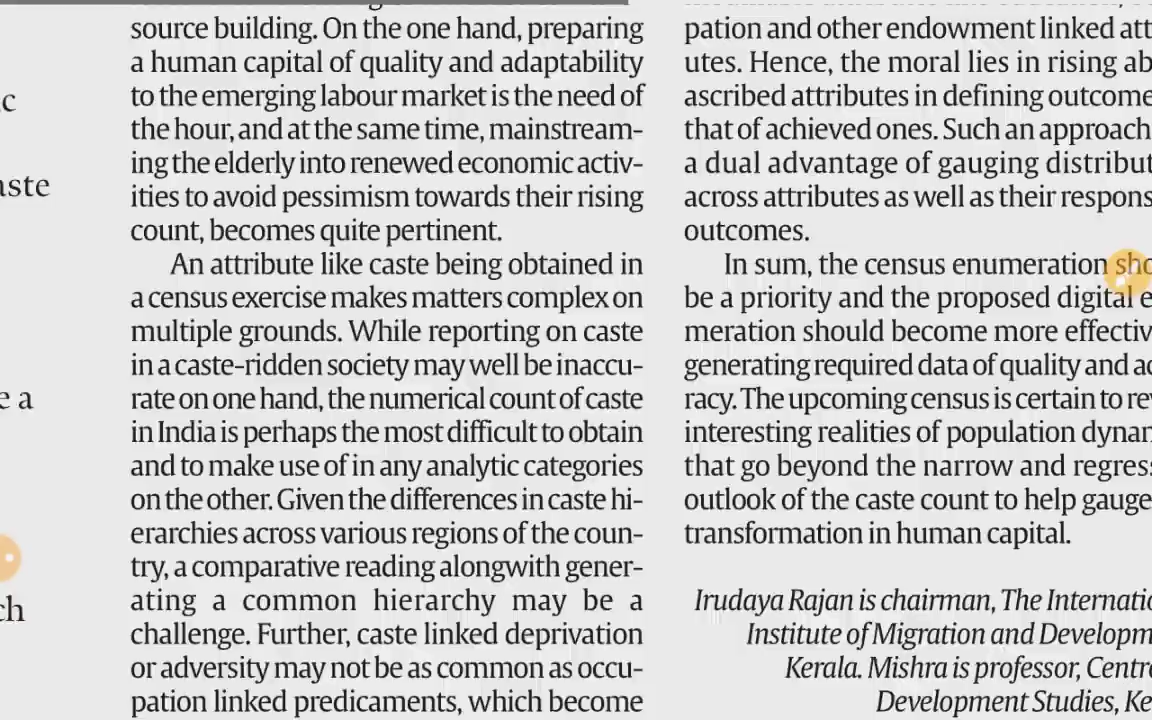 source building. On the one hand, preparing
a human capital of quality and adaptability
to the emerging labour market is the need of
the hour, and at the same time, mainstream-
ing the elderly into renewed economic activ-
ities to avoid pessimism towards their rising
count, becomes quite pertinent.
An attribute like caste being obtained in
a census exercise makes matters complex on
multiple grounds. While reporting on caste
in a caste-ridden society may well be inaccu-
rate on one hand, the numerical count of caste
in India is perhaps the most difficult to obtain
and to make use of in any analytic categories
on the other. Given the differences in caste hi-
erarchies across various regions of the coun-
try, a comparative reading alongwith gener-
ating a common hierarchy may be a
challenge. Further, caste linked deprivation
or adversity may not be as common as occu-
pation linked predicaments, which become
pation and other endowment linked att
utes. Hence, the moral lies in rising ab
ascribed attributes in defining outcome
that of achieved ones. Such an approach
a dual advantage of gauging distribut
across attributes as well as their respons
outcomes.
In sum, the census enumeration sho
be a priority and the proposed digital e
meration should become more effectiv
generating required data of quality and ac
racy. The upcoming census is certain to rev
interesting realities of population dynam
that go beyond the narrow and regress
outlook of the caste count to help gauge
transformation in human capital.
Irudaya Rajan is chairman, The Internatio
Institute of Migration and Developm
Kerala. Mishra is professor, Centre
Development Studies, Ke